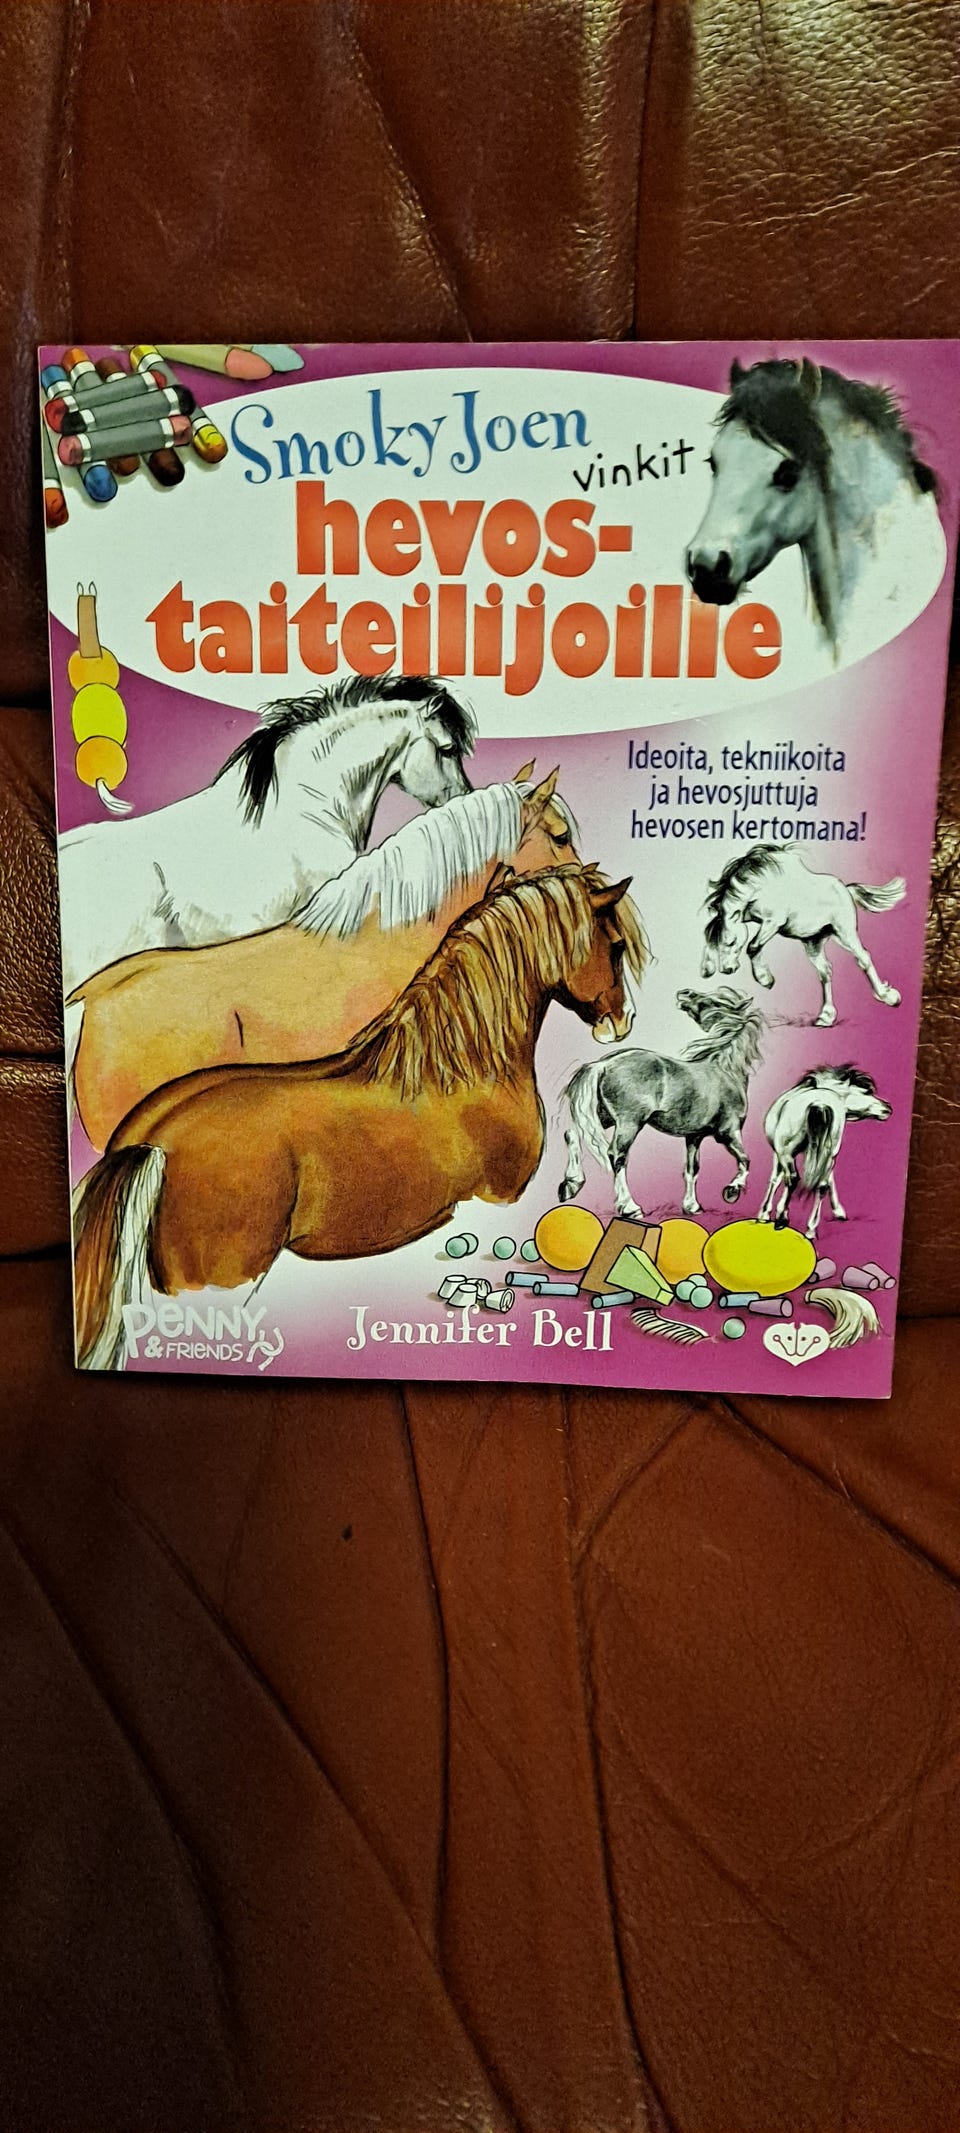 Smoky Joen
vinkit
hevos-
taiteilijoille
Ideoita, tekniikoita
ja hevosjuttuja
hevosen kertomana!
PENNY
& FRIENDS
Jennifer Bell